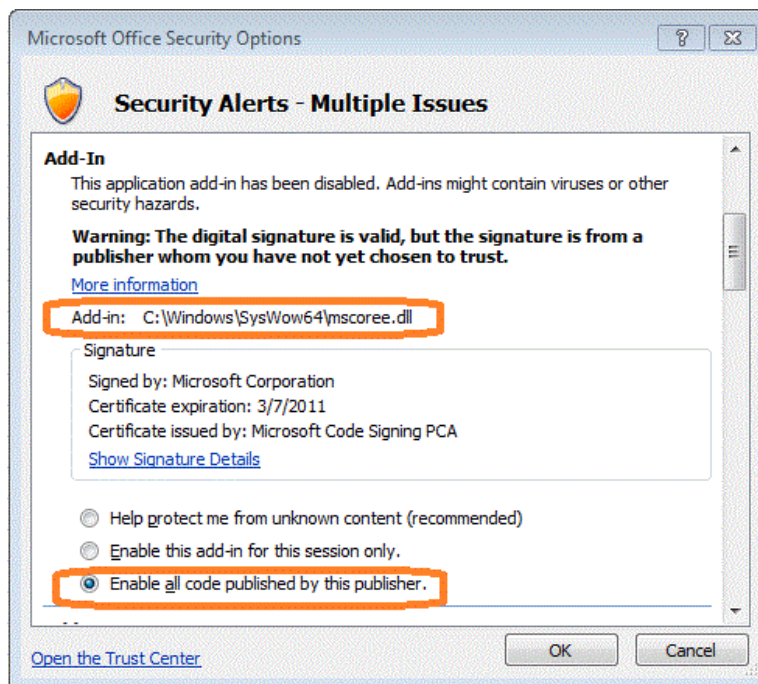 Microsoft Office Security Options
Security Alerts - Multiple Issues
Add-In
This application add-in has been disabled. Add-ins might contain viruses or other
security hazards.
Warning: The digital signature is valid, but the signature is from a
publisher whom you have not yet chosen to trust.
More information
Add-in: C:\Windows\SysWow64\mscoree.dll
Signature
Signed by: Microsoft Corporation
Certificate expiration: 3/7/2011
Certificate issued by: Microsoft Code Signing PCA
Show Signature Details
Help protect me from unknown content (recommended)
Enable this add-in for this session only.
Enable all code published by this publisher.
Open the Trust Center
OK
Cancel